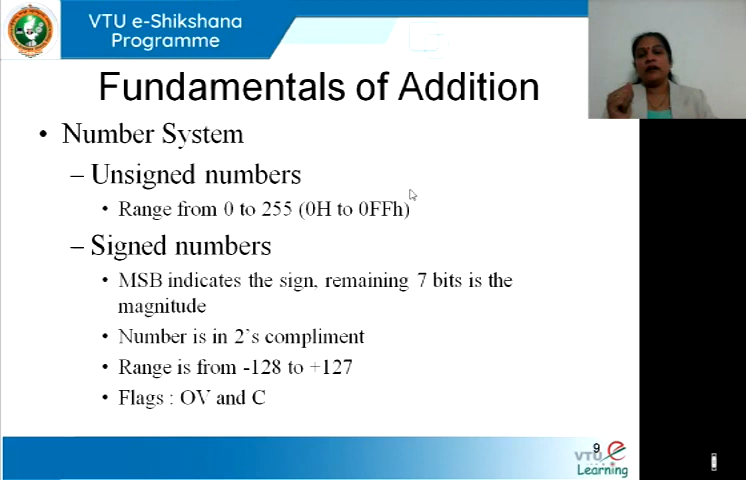 VTU e-Shikshana
Programme
Fundamentals of Addition
• Number System
– Unsigned numbers
• Range from 0 to 255 (0H to 0FFh)
– Signed numbers
• MSB indicates the sign, remaining 7 bits is the
magnitude
• Number is in 2's compliment
• Range is from -128 to +127
• Flags : OV and C
9
VTU e
Learning